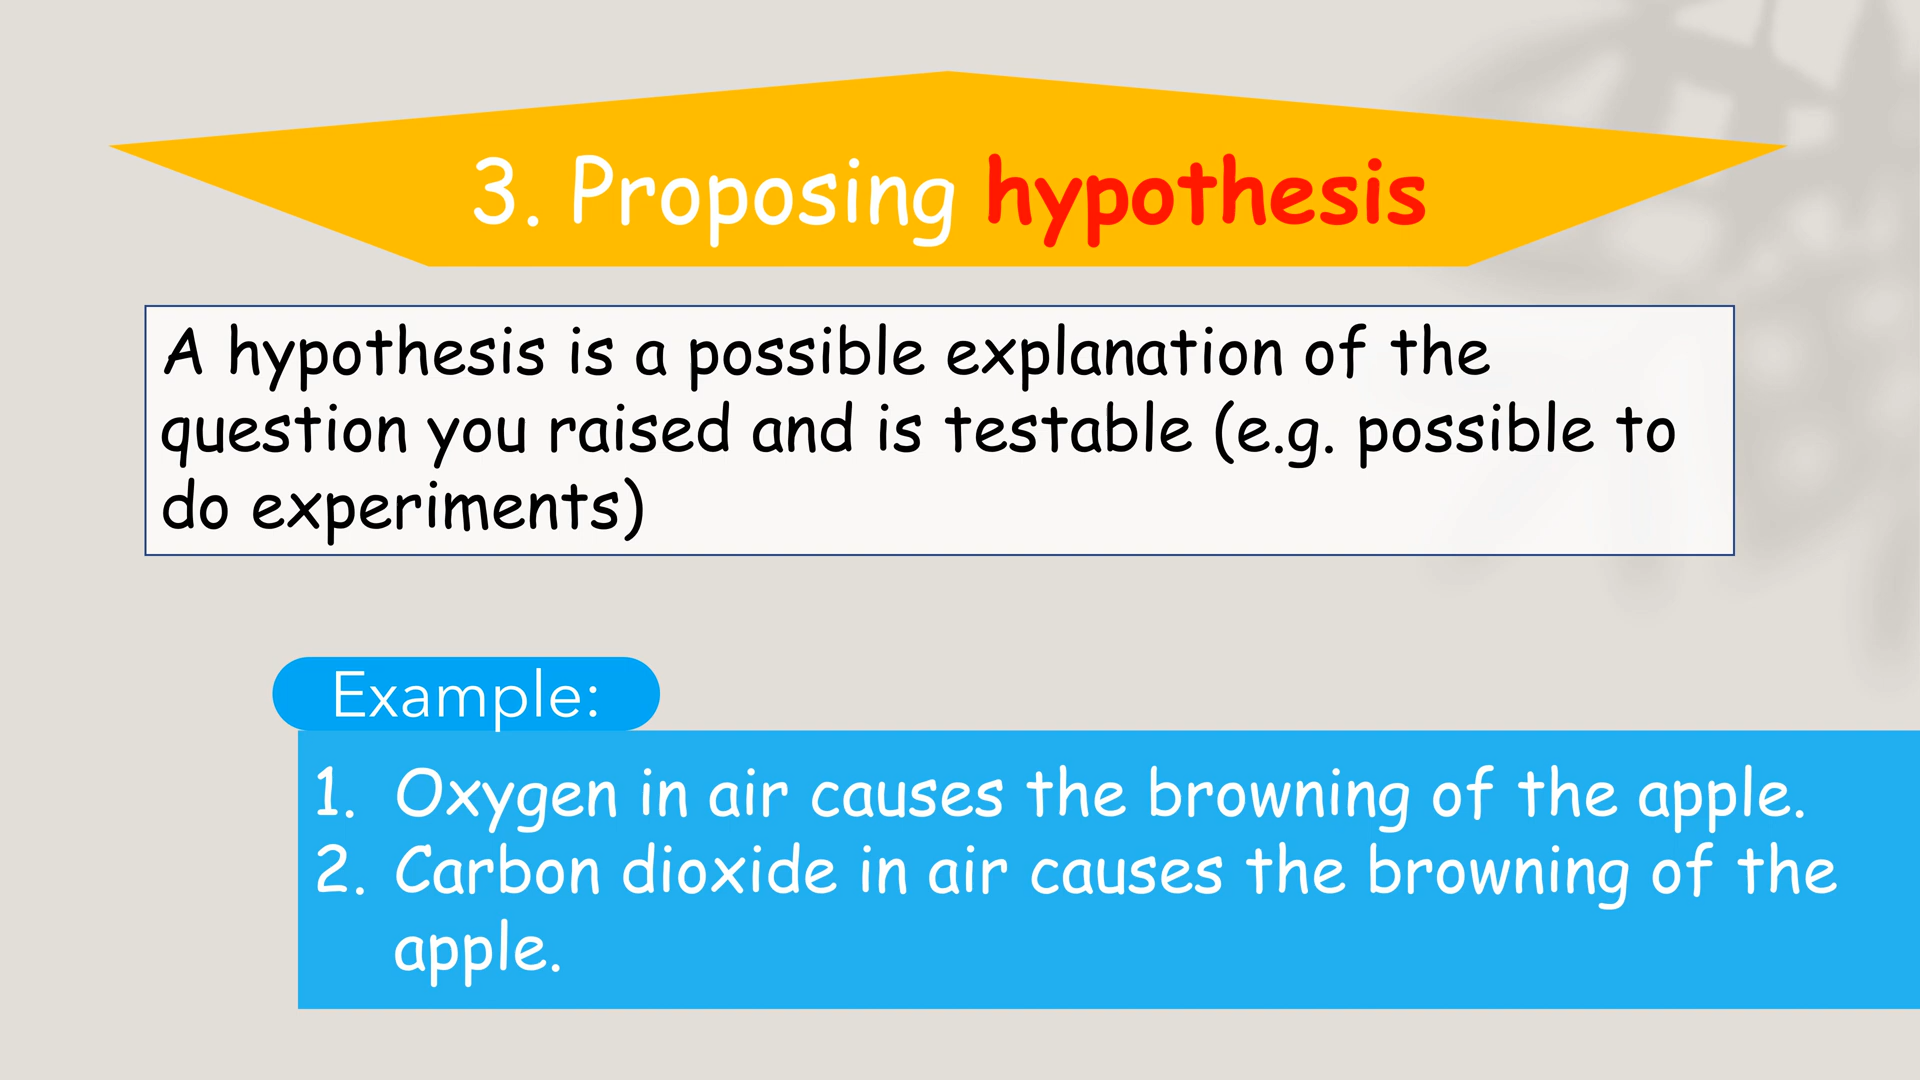 3. Proposing hypothesis
A hypothesis is a possible explanation of the
question you raised and is testable (e.g. possible to
do experiments)
Example:
1. Oxygen in air causes the browning of the apple.
2. Carbon dioxide in air causes the browning of the
apple.